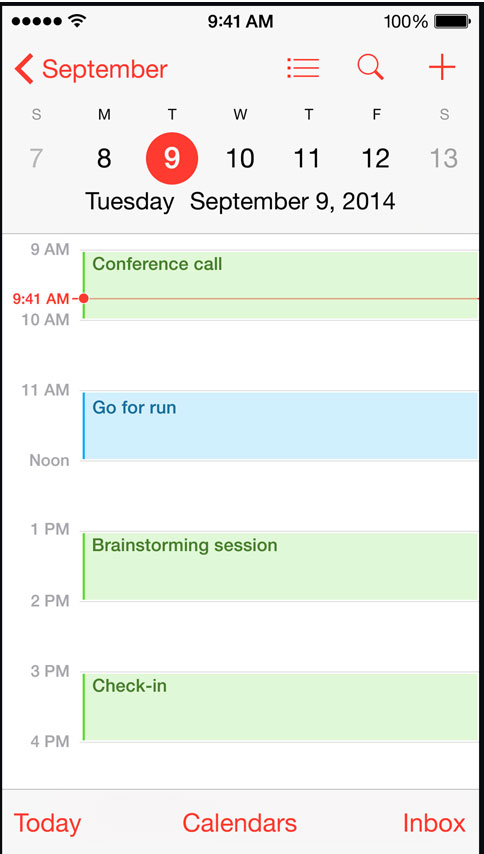 9:41 AM 100%
September
S M T W T F S
7 8 9 10 11 12 13
Tuesday September 9, 2014
9 AM
Conference call
9:41 AM
10 AM
11 AM
Go for run
Noon
1 PM
Brainstorming session
2 PM
3 PM
Check-in
4 PM
Today Calendars Inbox